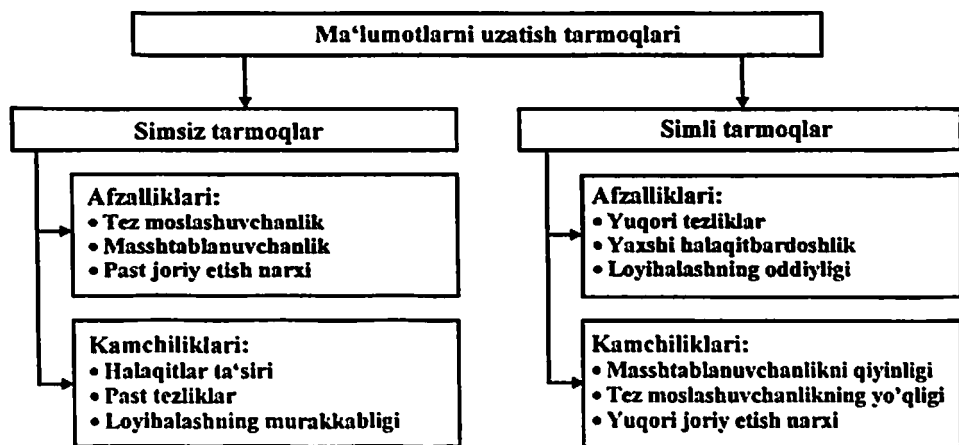 Ma‘lumotlarni uzatish tarmoqlari
Simsiz tarmoqlar
Afzalliklari:
• Tez moslashuvchanlik
• Masshtablanuvchanlik
• Past joriy etish narxi
Kamchiliklari:
• Halaqitlar ta‘siri
• Past tezliklar
• Loyihalashning murakkabligi
Simli tarmoqlar
Afzalliklari:
• Yuqori tezliklar
• Yaxshi halaqitbardoshlik
• Loyihalashning oddiyligi
Kamchiliklari:
• Masshtablanuvchanlikni qiyinligi
• Tez moslashuvchanlikning yo’qligi
• Yuqori joriy etish narxi